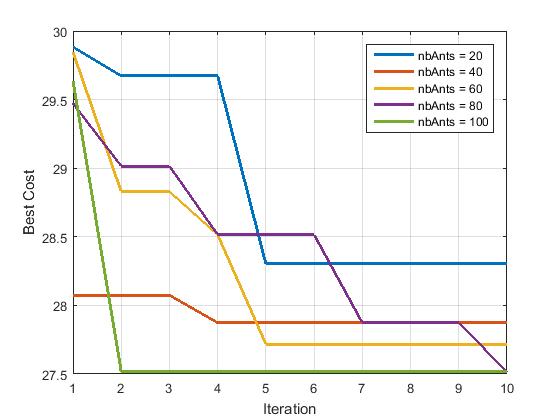 30
29.5
29
28.5
28
27.5
Best Cost
nbAnts = 20
nbAnts = 40
nbAnts = 60
nbAnts = 80
nbAnts = 100
1 2 3 4 5 6 7 8 9 10
Iteration